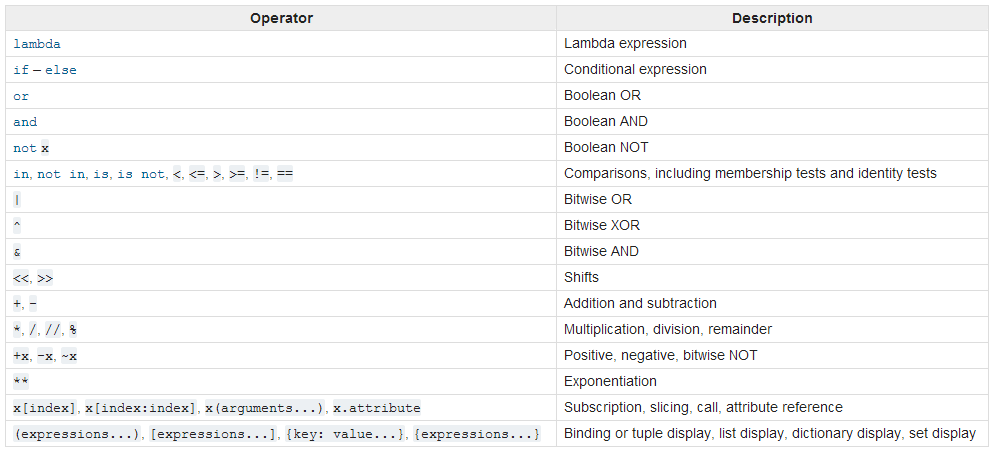 Operator Description
lambda Lambda expression
if – else Conditional expression
or Boolean OR
and Boolean AND
not x Boolean NOT
in, not in, is, is not, <, <=, >, >=, !=, == Comparisons, including membership tests and identity tests
| Bitwise OR
^ Bitwise XOR
& Bitwise AND
<<, >> Shifts
+, - Addition and subtraction
*, /, //, % Multiplication, division, remainder
+x, -x, ~x Positive, negative, bitwise NOT
** Exponentiation
x[index], x[index:index], x(arguments...), x.attribute Subscription, slicing, call, attribute reference
(expressions...), [expressions...], {key: value...}, {expressions...} Binding or tuple display, list display, dictionary display, set display